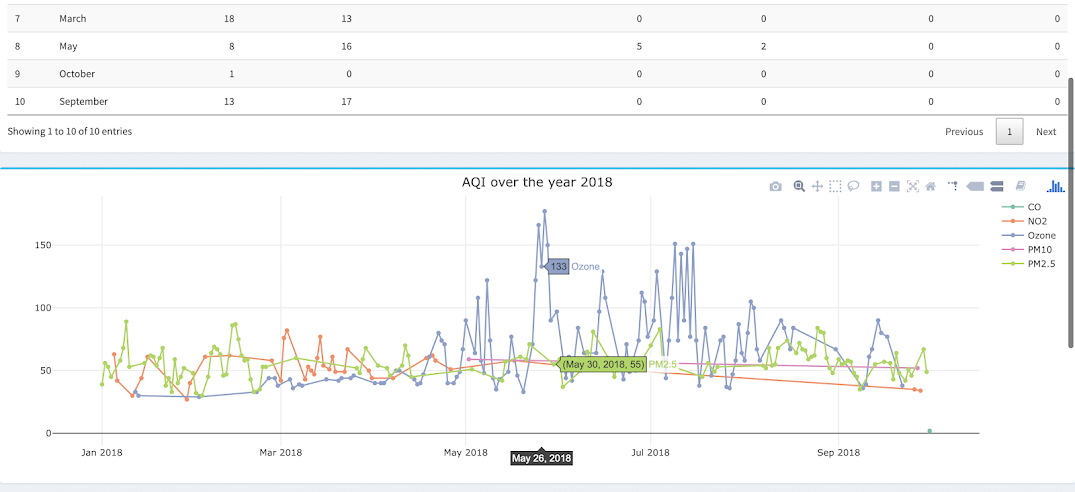 7 March 18 13 0 0 0 0
8 May 8 16 5 2 0 0
9 October 1 0 0 0 0 0
10 September 13 17 0 0 0 0
Showing 1 to 10 of 10 entries Previous 1 Next
AQI over the year 2018
CO
NO2
Ozone
PM10
PM2.5
150
133 Ozone
100
(May 30, 2018, 55) PM2.5
50
0
Jan 2018 Mar 2018 May 2018 Jul 2018 Sep 2018
May 26, 2018